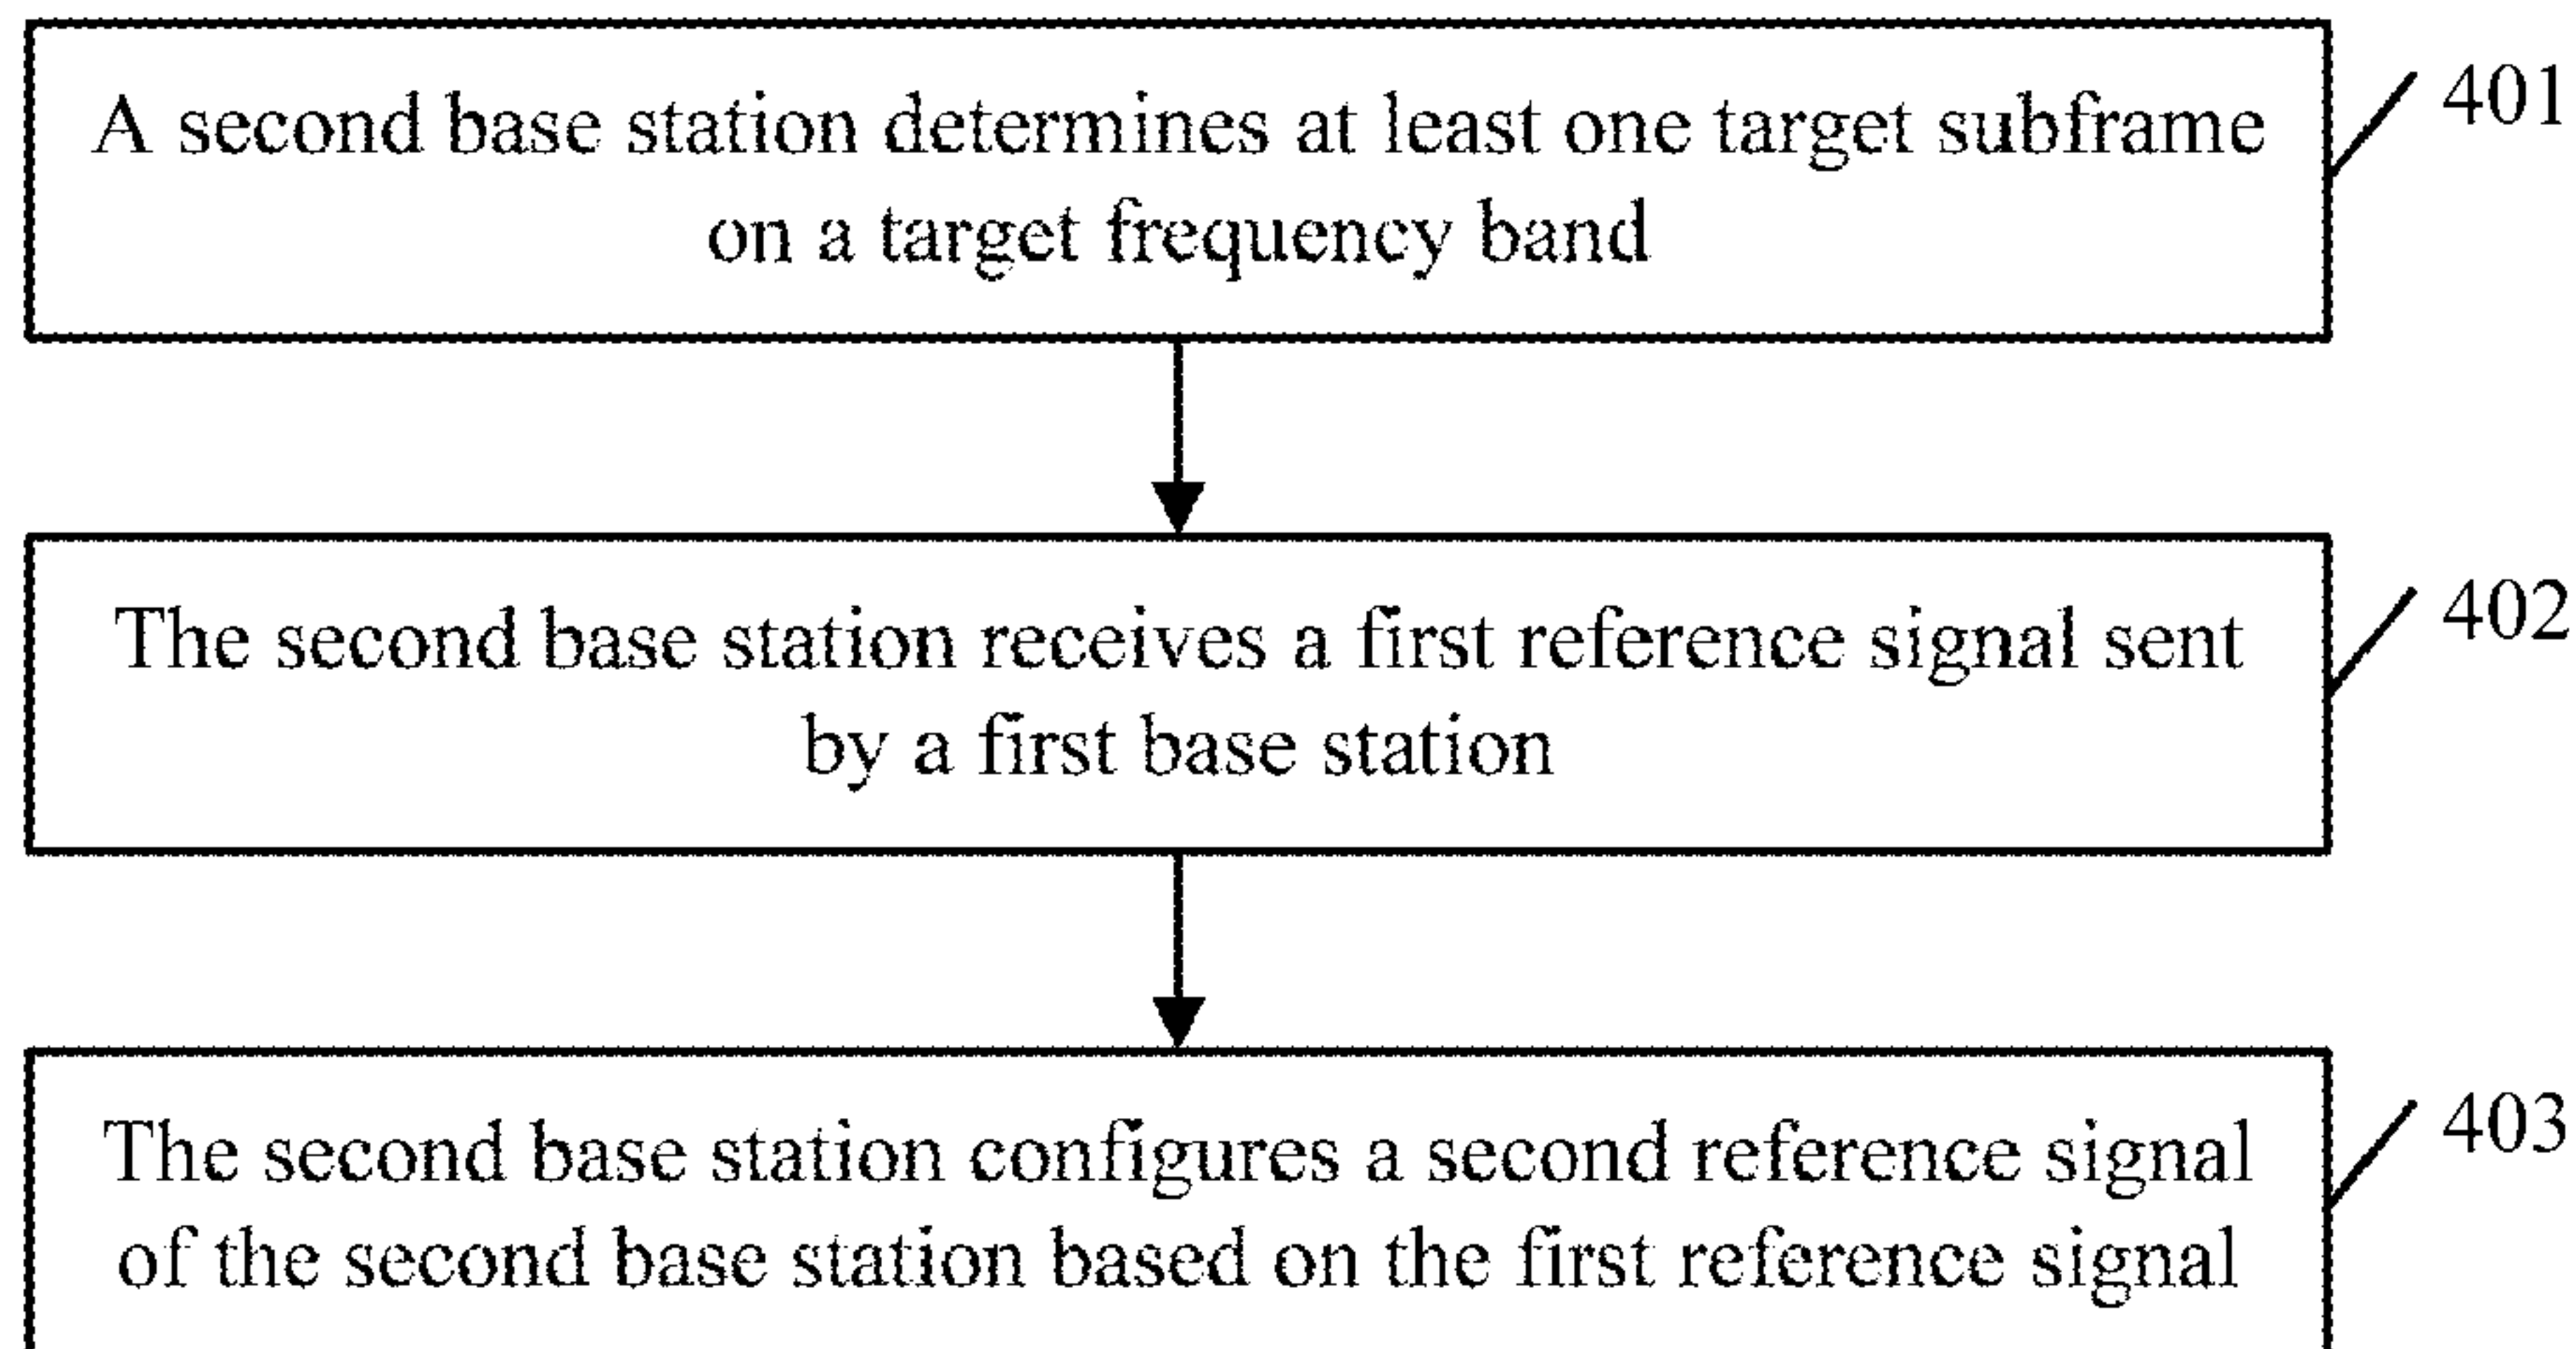 A second base station determines at least one target subframe
on a target frequency band
401
The second base station receives a first reference signal sent
by a first base station
402
The second base station configures a second reference signal
of the second base station based on the first reference signal
403